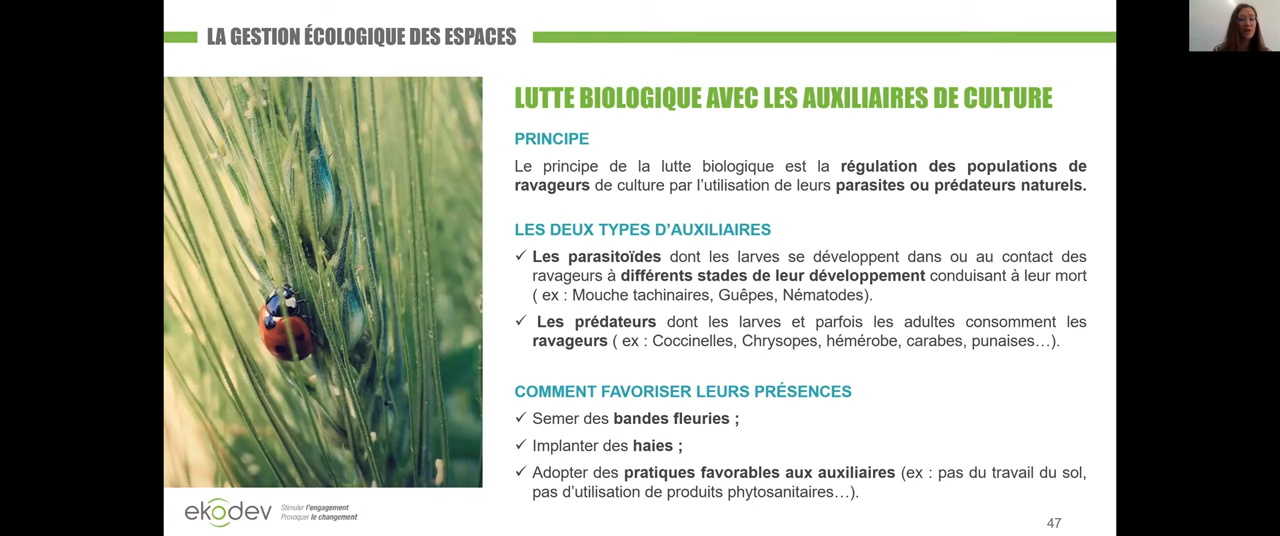 LA GESTION ÉCOLOGIQUE DES ESPACES
LUTTE BIOLOGIQUE AVEC LES AUXILIAIRES DE CULTURE
PRINCIPE
Le principe de la lutte biologique est la régulation des populations de
ravageurs de culture par l'utilisation de leurs parasites ou prédateurs naturels.
LES DEUX TYPES D'AUXILIAIRES
✓ Les parasitoïdes dont les larves se développent dans ou au contact des
ravageurs à différents stades de leur développement conduisant à leur mort
( ex : Mouche tachinaires, Guêpes, Nématodes).
✓ Les prédateurs dont les larves et parfois les adultes consomment les
ravageurs ( ex : Coccinelles, Chrysopes, hémérobe, carabes, punaises…).
COMMENT FAVORISER LEURS PRÉSENCES
✓ Semer des bandes fleuries ;
✓ Implanter des haies ;
✓ Adopter des pratiques favorables aux auxiliaires (ex : pas du travail du sol,
pas d'utilisation de produits phytosanitaires…).
ekodev
Stimuler l'engagement
Provoquer le changement
47